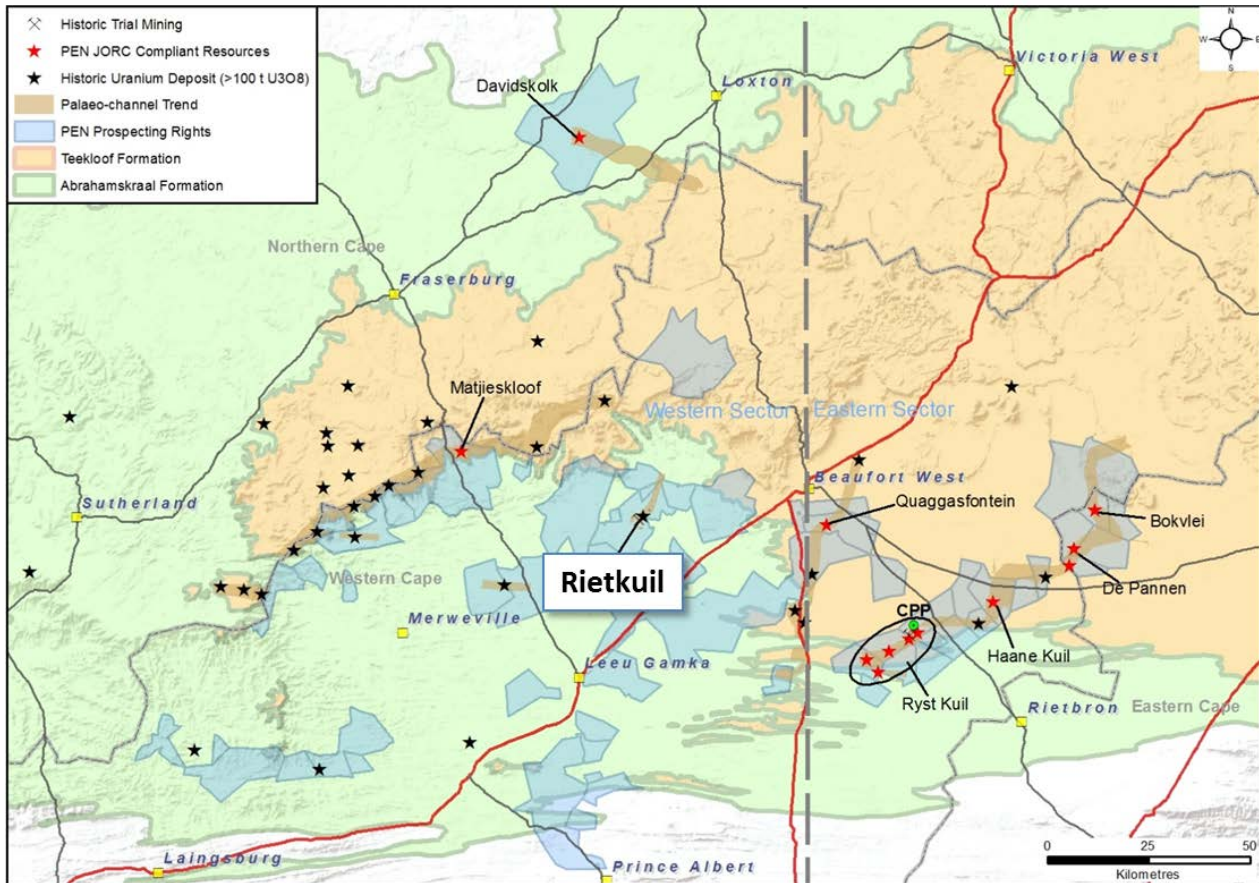 Historic Trial Mining
PEN JORC Compliant Resources
Historic Uranium Deposit (>100 t U3O8)
Palaeo-channel Trend
PEN Prospecting Rights
Teekloof Formation
Abrahamskraal Formation
N
W
E
S
Victoria West
Davidskolk
Loxton
Northern Cape
Fraserburg
Matjieskloof
Western Sector
Eastern Sector
Beaufort West
Sutherland
Quaggasfontein
Bokvlei
Rietkuil
Western Cape
De Pannen
CPP
Merweville
Haane Kuil
Leeu Gamka
Ryst Kuil
Rietbron
Eastern Cape
Laingsburg
Prince Albert
0 25 50
Kilometres